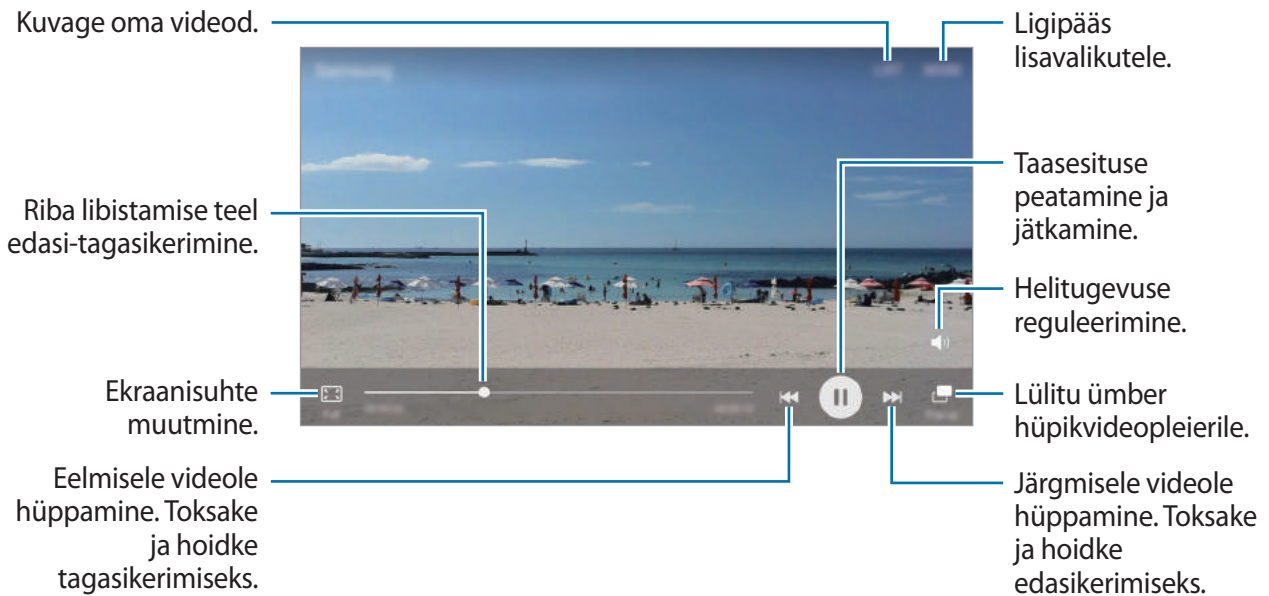 Kuvage oma videod.
Ligipääs
lisavalikutele.
Riba libistamise teel
edasi-tagasikerimine.
Taasesituse
peatamine ja
jätkamine.
Helitugevuse
reguleerimine.
Ekraanisuhte
muutmine.
Lülitu ümber
hüpikvideopleierile.
Eelmisele videole
hüppamine. Toksake
ja hoidke
tagasikerimiseks.
Järgmisele videole
hüppamine. Toksake
ja hoidke
edasikerimiseks.